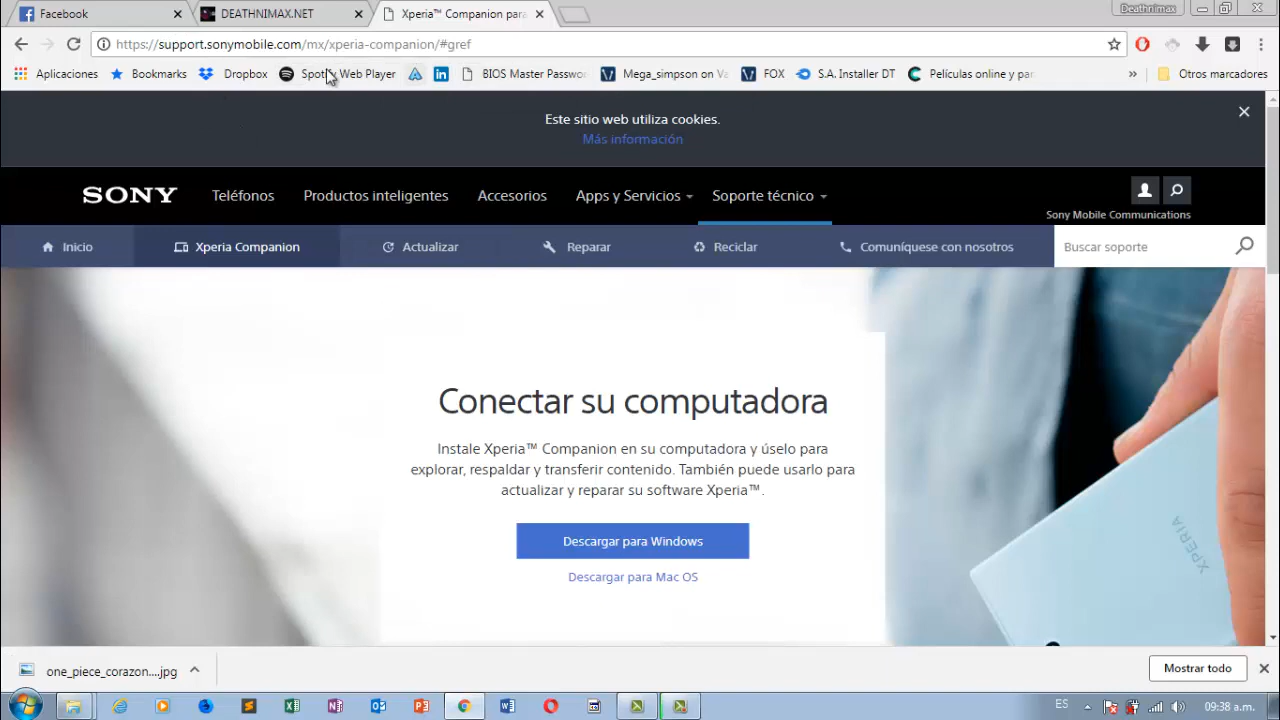 Facebook
DEATHNIMAX.NET
Xperia™ Companion para
Deathnimax
https://support.sonymobile.com/mx/xperia-companion/#gref
Aplicaciones
Bookmarks
Dropbox
Spotify Web Player
BIOS Master Passwor
Mega_simpson on Va
FOX
S.A. Installer DT
Películas online y par
»
Otros marcadores
Este sitio web utiliza cookies.
Más información
SONY
Teléfonos
Productos inteligentes
Accesorios
Apps y Servicios
Soporte técnico
Sony Mobile Communications
Inicio
Xperia Companion
Actualizar
Reparar
Reciclar
Comuníquese con nosotros
Buscar soporte
Conectar su computadora
Instale Xperia™ Companion en su computadora y úselo para
explorar, respaldar y transferir contenido. También puede usarlo para
actualizar y reparar su software Xperia™.
Descargar para Windows
Descargar para Mac OS
XPERIA
one_piece_corazon....jpg
Mostrar todo
ES
09:38 a.m.